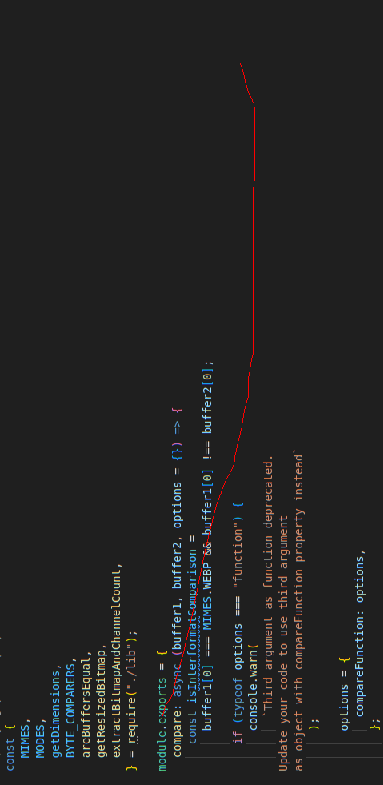 const {
MIMES,
MODES,
getDimensions,
BYTE_COMPARERS,
areBuffersEqual,
getResizedBitmap,
extractBitmapAndChannelCount,
} = require("./lib");
module.exports = {
compare: async (buffer1, buffer2, options = {}) => {
const isInterformatComparison =
buffer1[0] === MIMES.WEBP && buffer1[0] !== buffer2[0];
if (typeof options === "function") {
console.warn(
`Third argument as function deprecated.
Update your code to use third argument
as object with compareFunction property instead`
);
options = {
compareFunction: options,
};